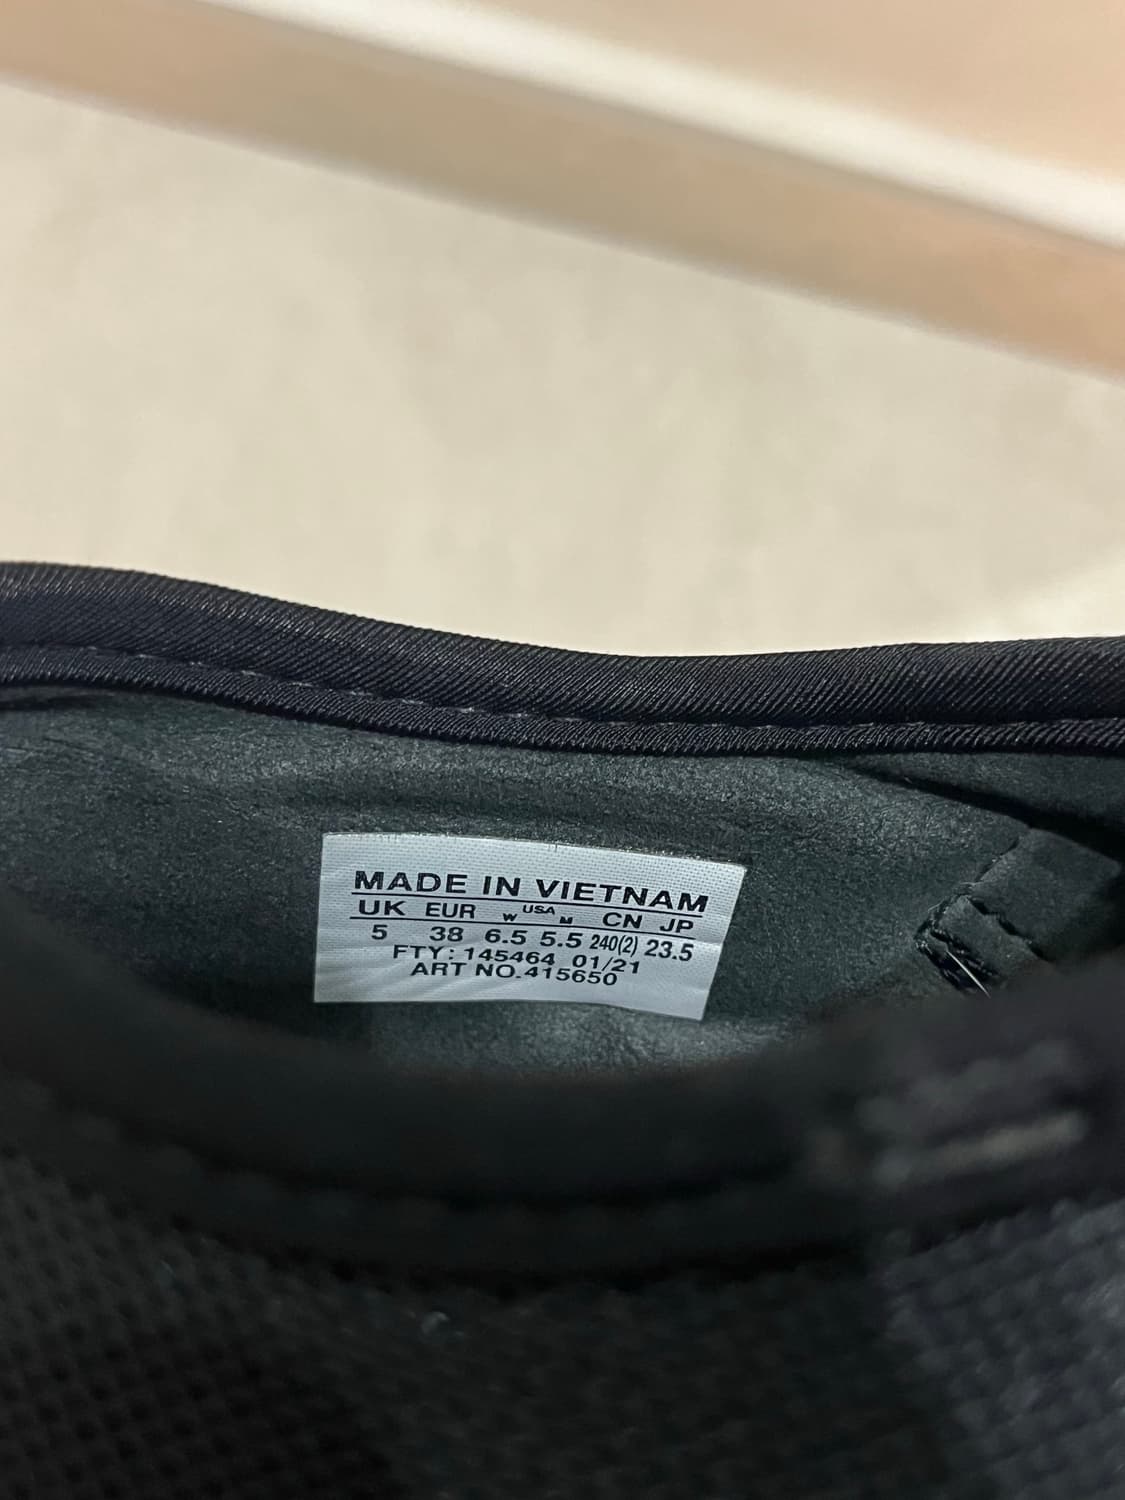 MADE IN VIETNAM
UK EUR W USA M CN JP
5 38 6.5 5.5 240(2) 23.5
FTY: 145464 01/21
ART NO.415650